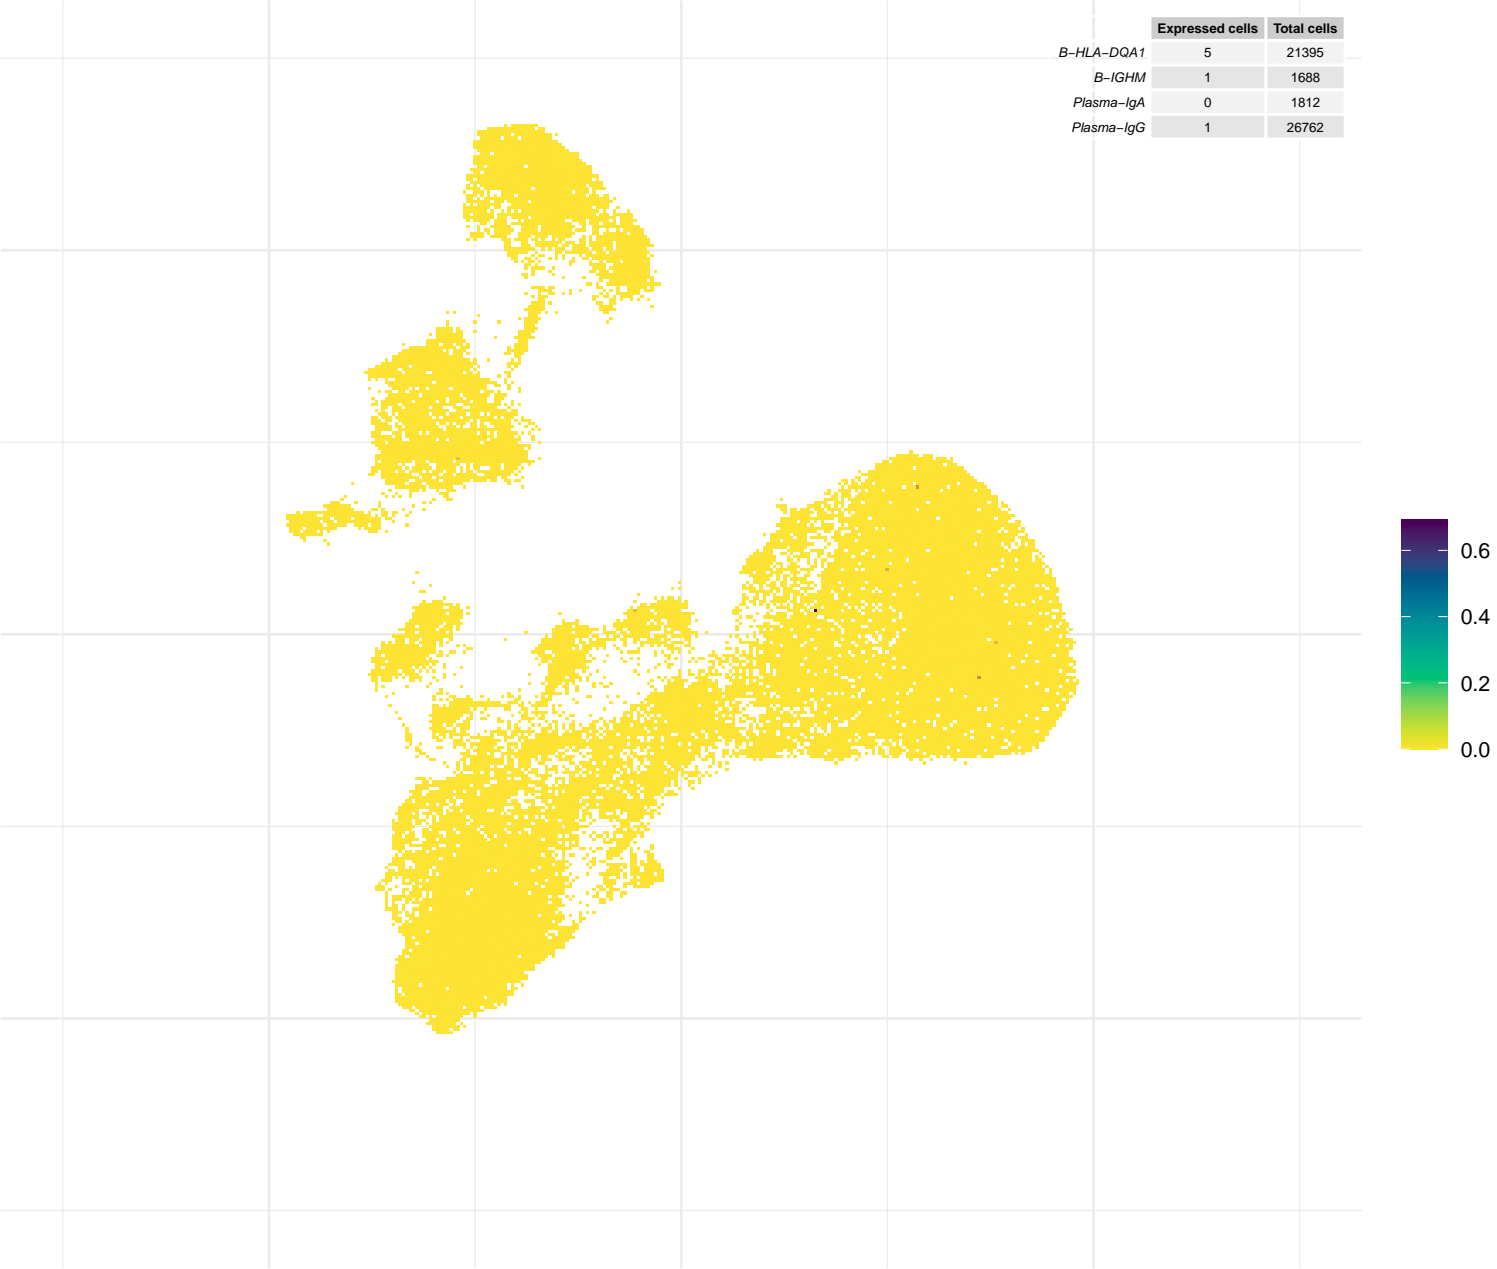 Expressed cells Total cells
B−HLA−DQA1 5 21395
B−IGHM 1 1688
Plasma−IgA 0 1812
Plasma−IgG 1 26762
0.6
0.4
0.2
0.0